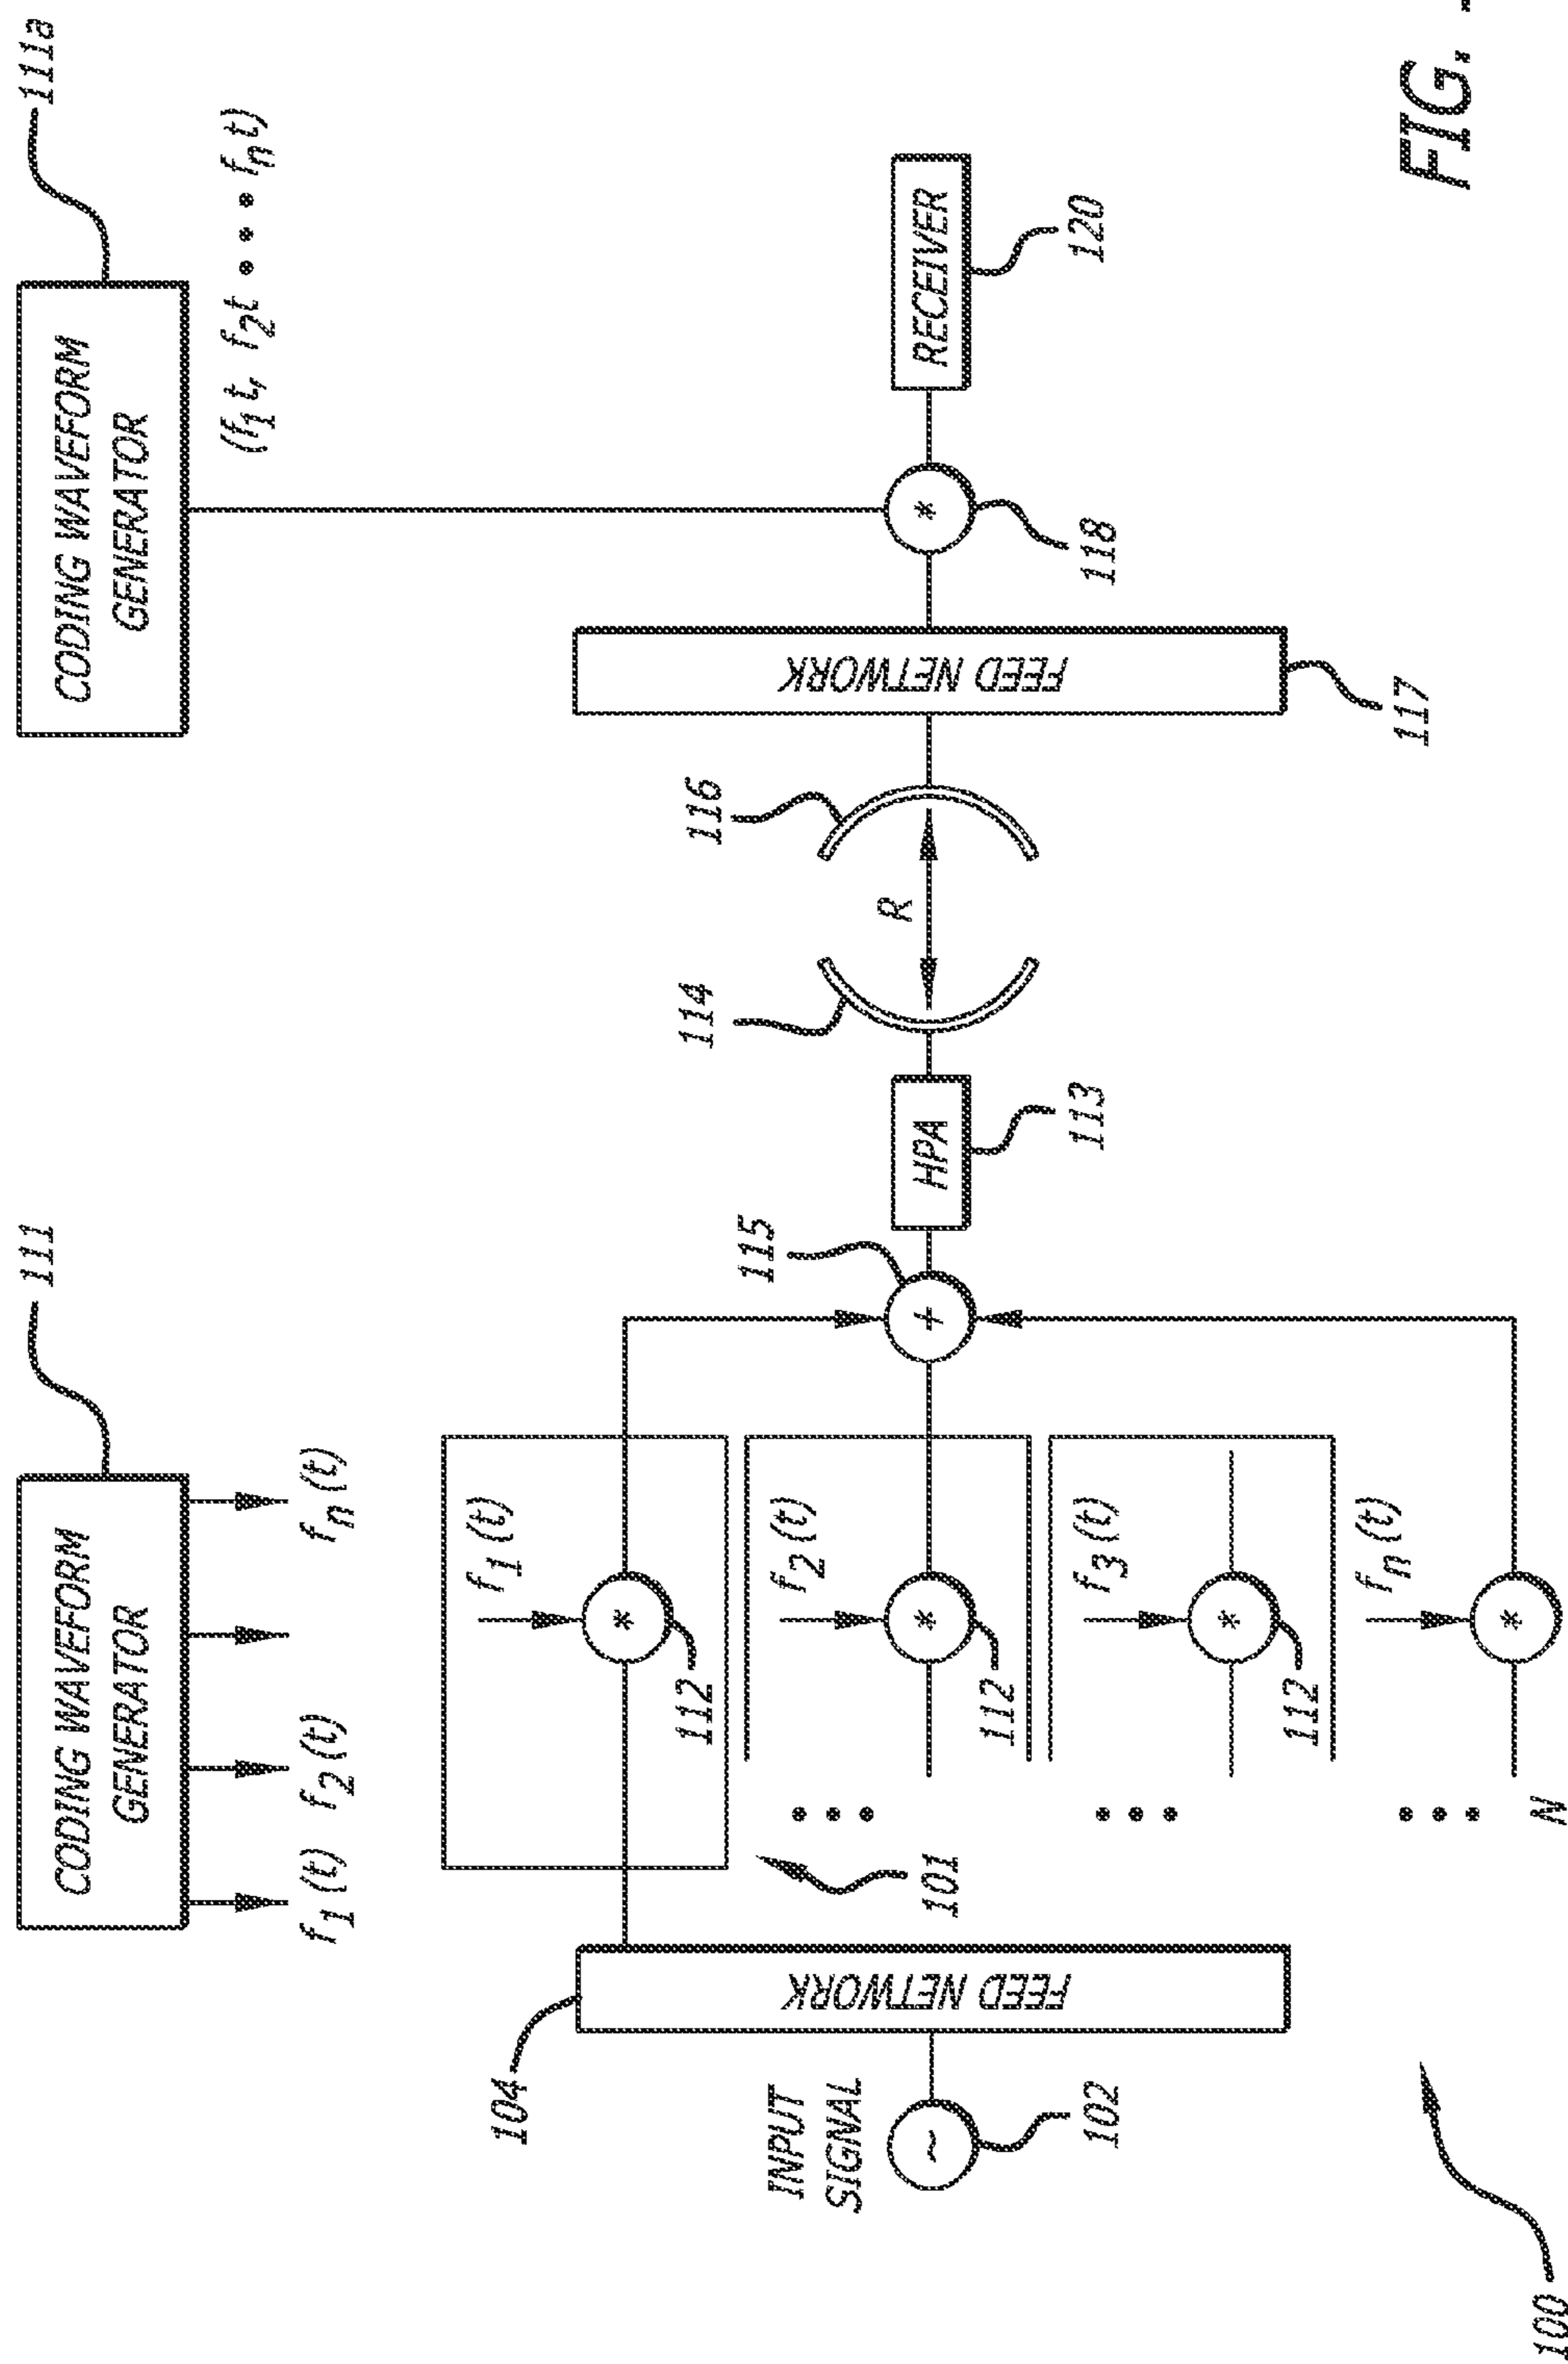 111
111a
CODING WAVEFORM
GENERATOR
CODING WAVEFORM
GENERATOR
f1(t) f2(t) fn(t)
(f1t, f2t • • • fnt)
104
f1(t)
112
115
114
116
INPUT
SIGNAL
102
FEED NETWORK
101
• • •
f2(t)
*
112
+
HPA
113
R
FEED NETWORK
117
*
118
RECEIVER
120
• • •
f3(t)
*
112
• • •
fn(t)
*
N
~
*
100
FIG.